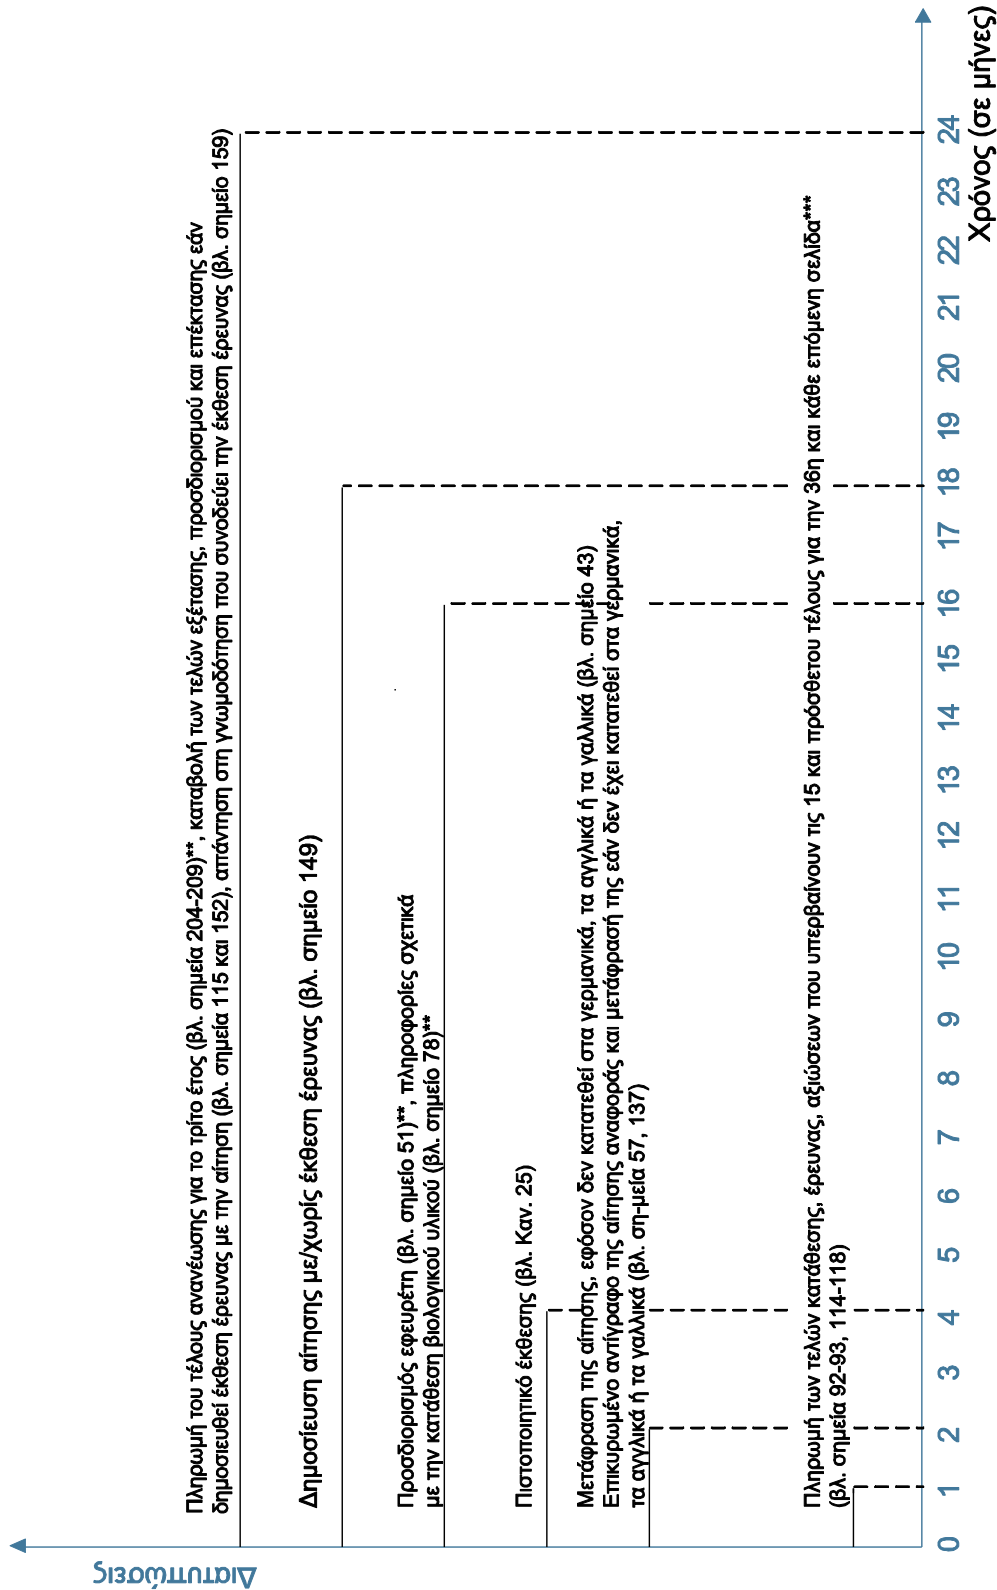 Διατυπώσεις
Πληρωμή του τέλους ανανέωσης για το τρίτο έτος (βλ. σημεία 204-209)**, καταβολή των τελών εξέτασης, προσδιορισμού και επέκτασης εάν
δημοσιευθεί έκθεση έρευνας με την αίτηση (βλ. σημεία 115 και 152), απάντηση στη γνωμοδότηση που συνοδεύει την έκθεση έρευνας (βλ. σημείο 159)
Δημοσίευση αίτησης με/χωρίς έκθεση έρευνας (βλ. σημείο 149)
Προσδιορισμός εφευρέτη (βλ. σημείο 51)**, πληροφορίες σχετικά
με την κατάθεση βιολογικού υλικού (βλ. σημείο 78)**
Πιστοποιητικό έκθεσης (βλ. Καν. 25)
Μετάφραση της αίτησης, εφόσον δεν κατατεθεί στα γερμανικά, τα αγγλικά ή τα γαλλικά (βλ. σημείο 43)
Επικυρωμένο αντίγραφο της αίτησης αναφοράς και μετάφρασή της εάν δεν έχει κατατεθεί στα γερμανικά,
τα αγγλικά ή τα γαλλικά (βλ. ση-μεία 57, 137)
Πληρωμή των τελών κατάθεσης, έρευνας, αξιώσεων που υπερβαίνουν τις 15 και πρόσθετου τέλους για την 36η και κάθε επόμενη σελίδα***
(βλ. σημεία 92-93, 114-118)
0 1 2 3 4 5 6 7 8 9 10 11 12 13 14 15 16 17 18 19 20 21 22 23 24
Χρόνος (σε μήνες)